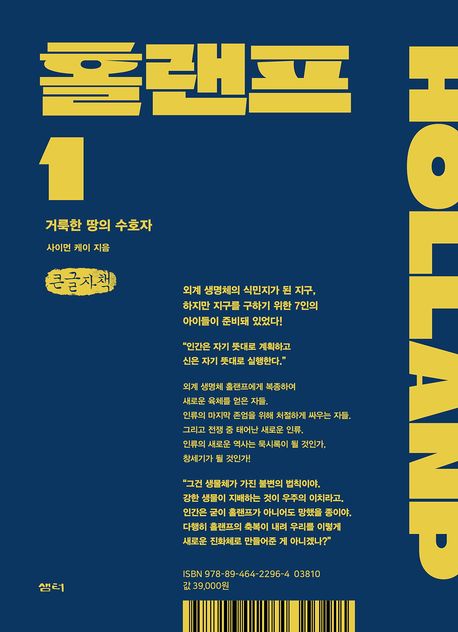 홀랜프
1
거룩한 땅의 수호자
사이먼 케이 지음
큰글자책
HOLLANP
외계 생명체의 식민지가 된 지구,
하지만 지구를 구하기 위한 7인의
아이들이 준비돼 있었다!
“인간은 자기 뜻대로 계획하고
신은 자기 뜻대로 실행한다.”
외계 생명체 홀랜프에게 복종하여
새로운 육체를 얻은 자들.
인류의 마지막 존엄을 위해 처절하게 싸우는 자들.
그리고 전쟁 중 태어난 새로운 인류.
인류의 새로운 역사는 묵시록이 될 것인가,
창세기가 될 것인가!
“그건 생물체가 가진 불변의 법칙이야.
강한 생물이 지배하는 것이 우주의 이치라고.
인간은 굳이 홀랜프가 아니어도 망했을 종이야.
다행히 홀랜프의 축복이 내려 우리를 이렇게
새로운 진화체로 만들어준 게 아니겠나?”
ISBN 978-89-464-2296-4 03810
값 39,000원
샘터